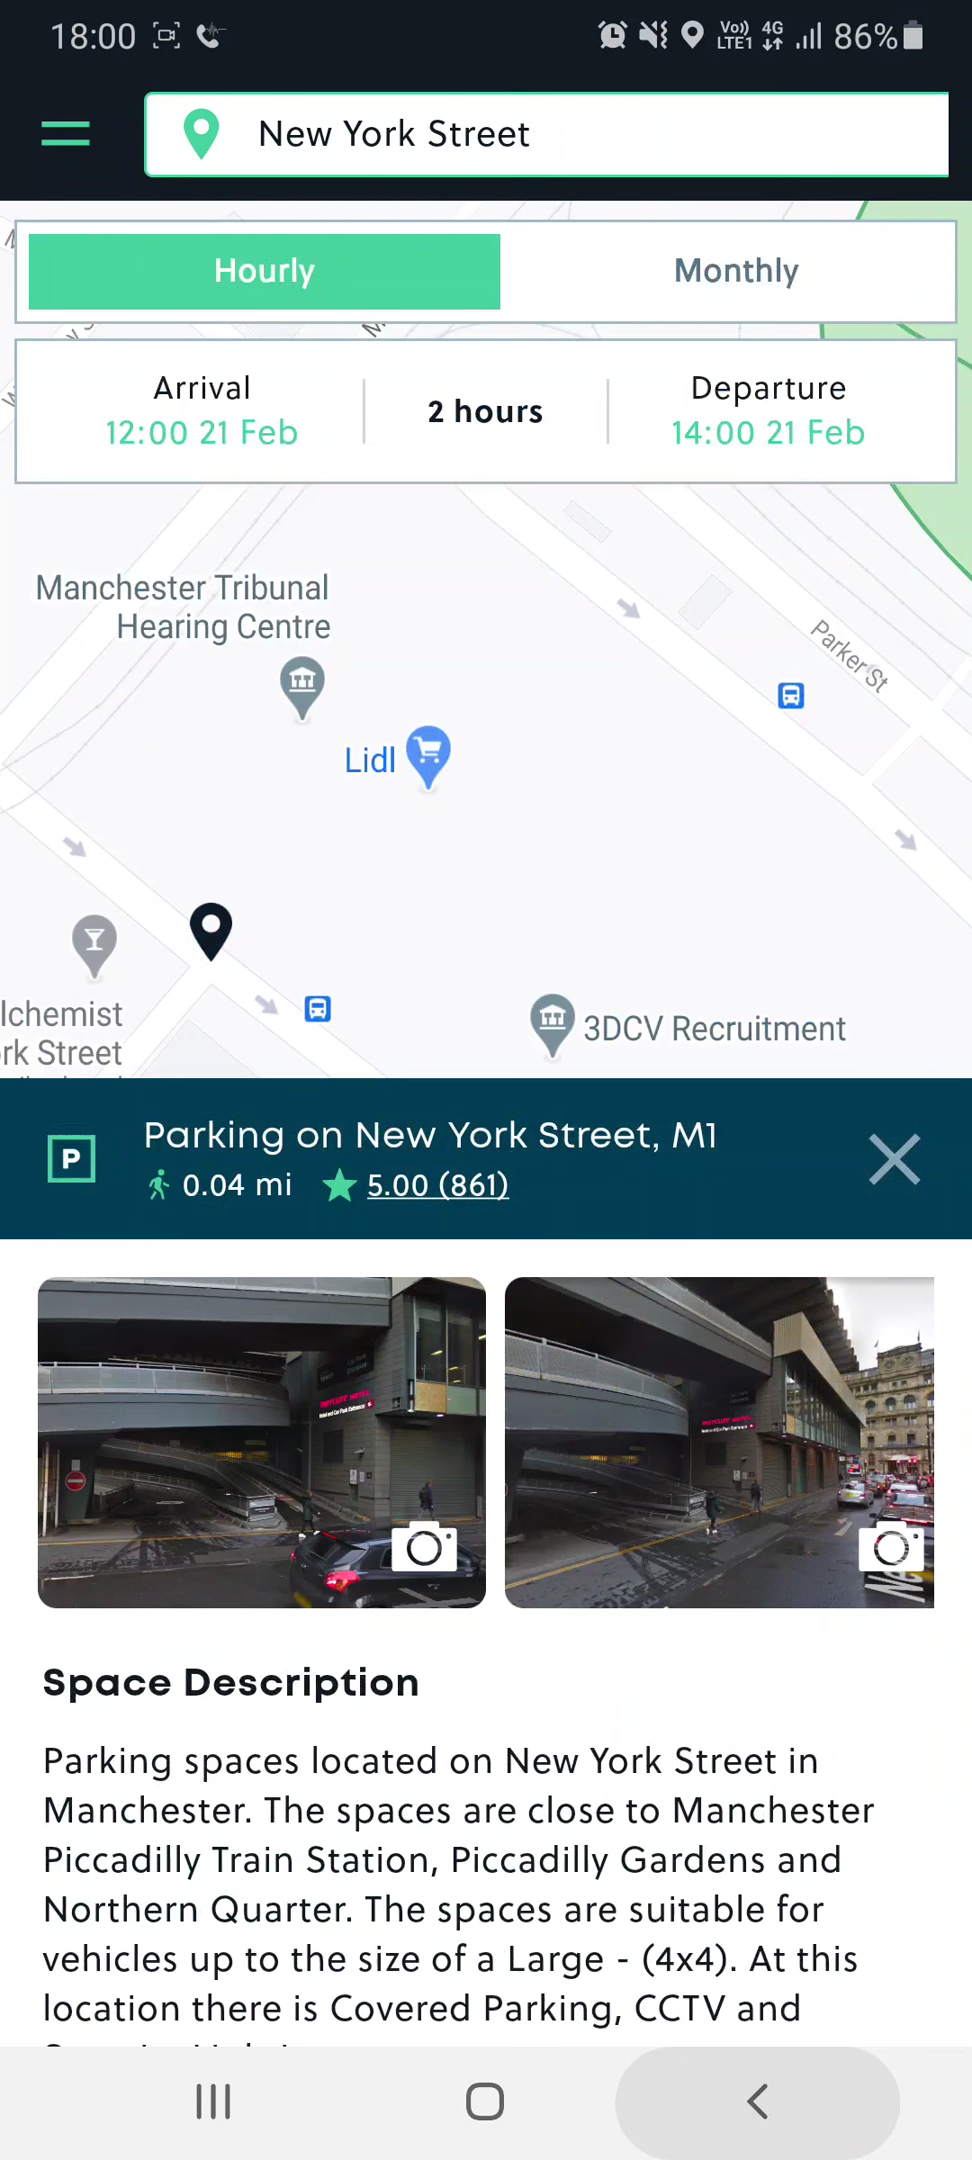 18:00
Vo))
LTE1
4G
86%
New York Street
Hourly
Monthly
Arrival
12:00 21 Feb
2 hours
Departure
14:00 21 Feb
Manchester Tribunal
Hearing Centre
Parker St
Lidl
lchemist
rk Street
3DCV Recruitment
P
Parking on New York Street, M1
0.04 mi
5.00 (861)
Space Description
Parking spaces located on New York Street in
Manchester. The spaces are close to Manchester
Piccadilly Train Station, Piccadilly Gardens and
Northern Quarter. The spaces are suitable for
vehicles up to the size of a Large - (4x4). At this
location there is Covered Parking, CCTV and